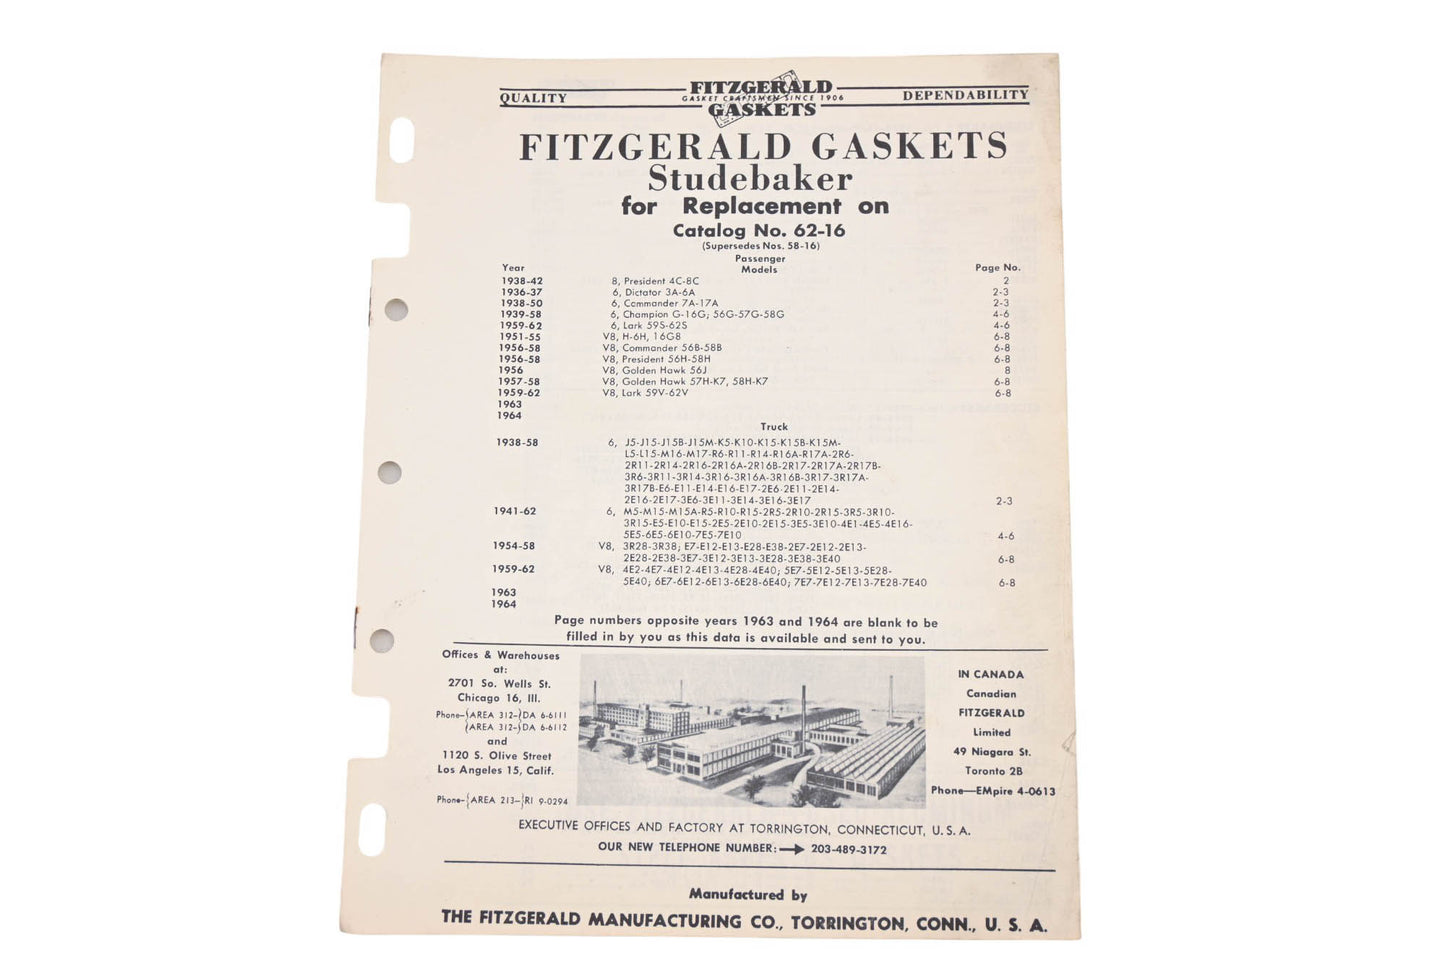 QUALITY
FITZGERALD
GASKET CRAFTSMEN SINCE 1906
GASKETS
DEPENDABILITY
FITZGERALD GASKETS
Studebaker
for Replacement on
Catalog No. 62-16
(Supersedes Nos. 58-16)
Year Passenger Models Page No.
1938-42 8, President 4C-8C 2
1936-37 6, Dictator 3A-6A 2-3
1938-50 6, Commander 7A-17A 2-3
1939-58 6, Champion G-16G; 56G-57G-58G 4-6
1959-62 6, Lark 59S-62S 4-6
1951-55 V8, H-6H, 16G8 6-8
1956-58 V8, Commander 56B-58B 6-8
1956-58 V8, President 56H-58H 6-8
1956 V8, Golden Hawk 56J 8
1957-58 V8, Golden Hawk 57H-K7, 58H-K7 6-8
1959-62 V8, Lark 59V-62V 6-8
1963
1964
Truck
1938-58 6, J5-J15-J15B-J15M-K5-K10-K15-K15B-K15M-
L5-L15-M16-M17-R6-R11-R14-R16A-R17A-2R6-
2R11-2R14-2R16-2R16A-2R16B-2R17-2R17A-2R17B-
3R6-3R11-3R14-3R16-3R16A-3R16B-3R17-3R17A-
3R17B-E6-E11-E14-E16-E17-2E6-2E11-2E14-
2E16-2E17-3E6-3E11-3E14-3E16-3E17 2-3
1941-62 6, M5-M15-M15A-R5-R10-R15-2R5-2R10-2R15-3R5-3R10-
3R15-E5-E10-E15-2E5-2E10-2E15-3E5-3E10-4E1-4E5-4E16-
5E5-6E5-6E10-7E5-7E10 4-6
1954-58 V8, 3R28-3R38; E7-E12-E13-E28-E38-2E7-2E12-2E13-
2E28-2E38-3E7-3E12-3E13-3E28-3E38-3E40 6-8
1959-62 V8, 4E2-4E7-4E12-4E13-4E28-4E40; 5E7-5E12-5E13-5E28-
5E40; 6E7-6E12-6E13-6E28-6E40; 7E7-7E12-7E13-7E28-7E40 6-8
1963
1964
Page numbers opposite years 1963 and 1964 are blank to be
filled in by you as this data is available and sent to you.
Offices & Warehouses
at:
2701 So. Wells St.
Chicago 16, Ill.
Phone-{AREA 312-}DA 6-6111
{AREA 312-}DA 6-6112
and
1120 S. Olive Street
Los Angeles 15, Calif.
Phone-{AREA 213-}RI 9-0294
IN CANADA
Canadian
FITZGERALD
Limited
49 Niagara St.
Toronto 2B
Phone—EMpire 4-0613
EXECUTIVE OFFICES AND FACTORY AT TORRINGTON, CONNECTICUT, U. S. A.
OUR NEW TELEPHONE NUMBER: → 203-489-3172
Manufactured by
THE FITZGERALD MANUFACTURING CO., TORRINGTON, CONN., U. S. A.